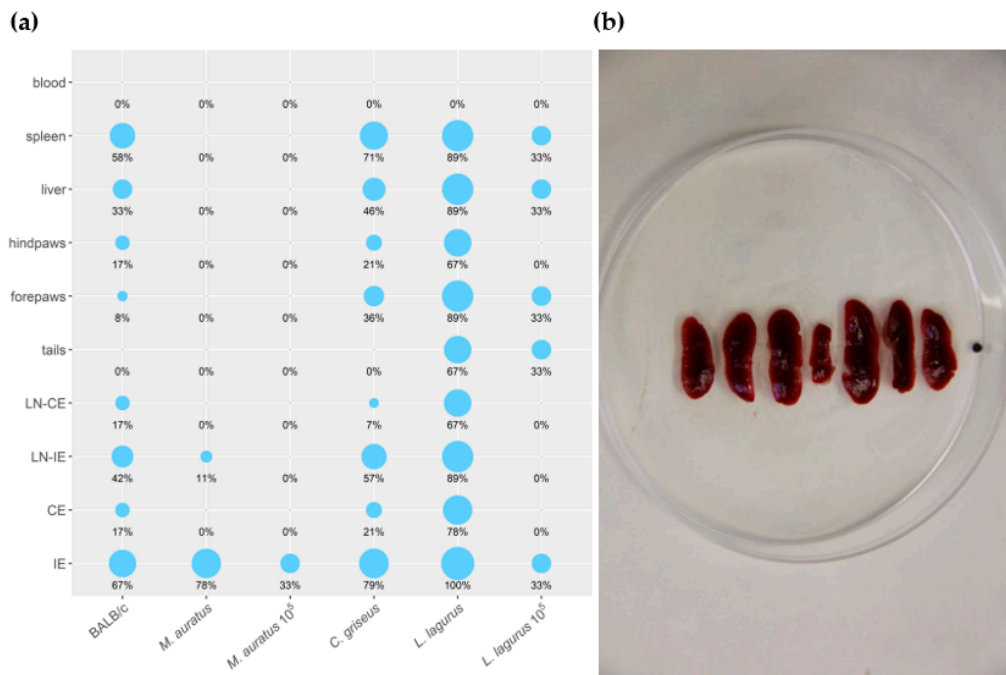 (a)
(b)
blood
0% 0% 0% 0% 0% 0%
spleen
58% 0% 0% 71% 89% 33%
liver
33% 0% 0% 46% 89% 33%
hindpaws
17% 0% 0% 21% 67% 0%
forepaws
8% 0% 0% 36% 89% 33%
tails
0% 0% 0% 0% 67% 33%
LN-CE
17% 0% 0% 7% 67% 0%
LN-IE
42% 11% 0% 57% 89% 0%
CE
17% 0% 0% 21% 78% 0%
IE
67% 78% 33% 79% 100% 33%
BALB/c
M. auratus
M. auratus 10⁵
C. griseus
L. lagurus
L. lagurus 10⁵